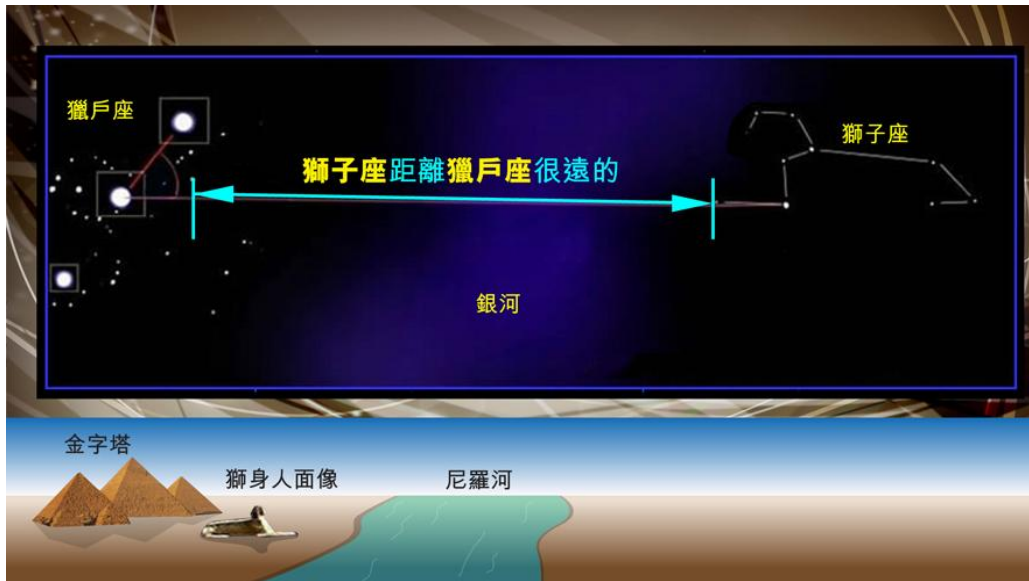 獵戶座
獅子座
獅子座距離獵戶座很遠的
銀河
金字塔
獅身人面像
尼羅河